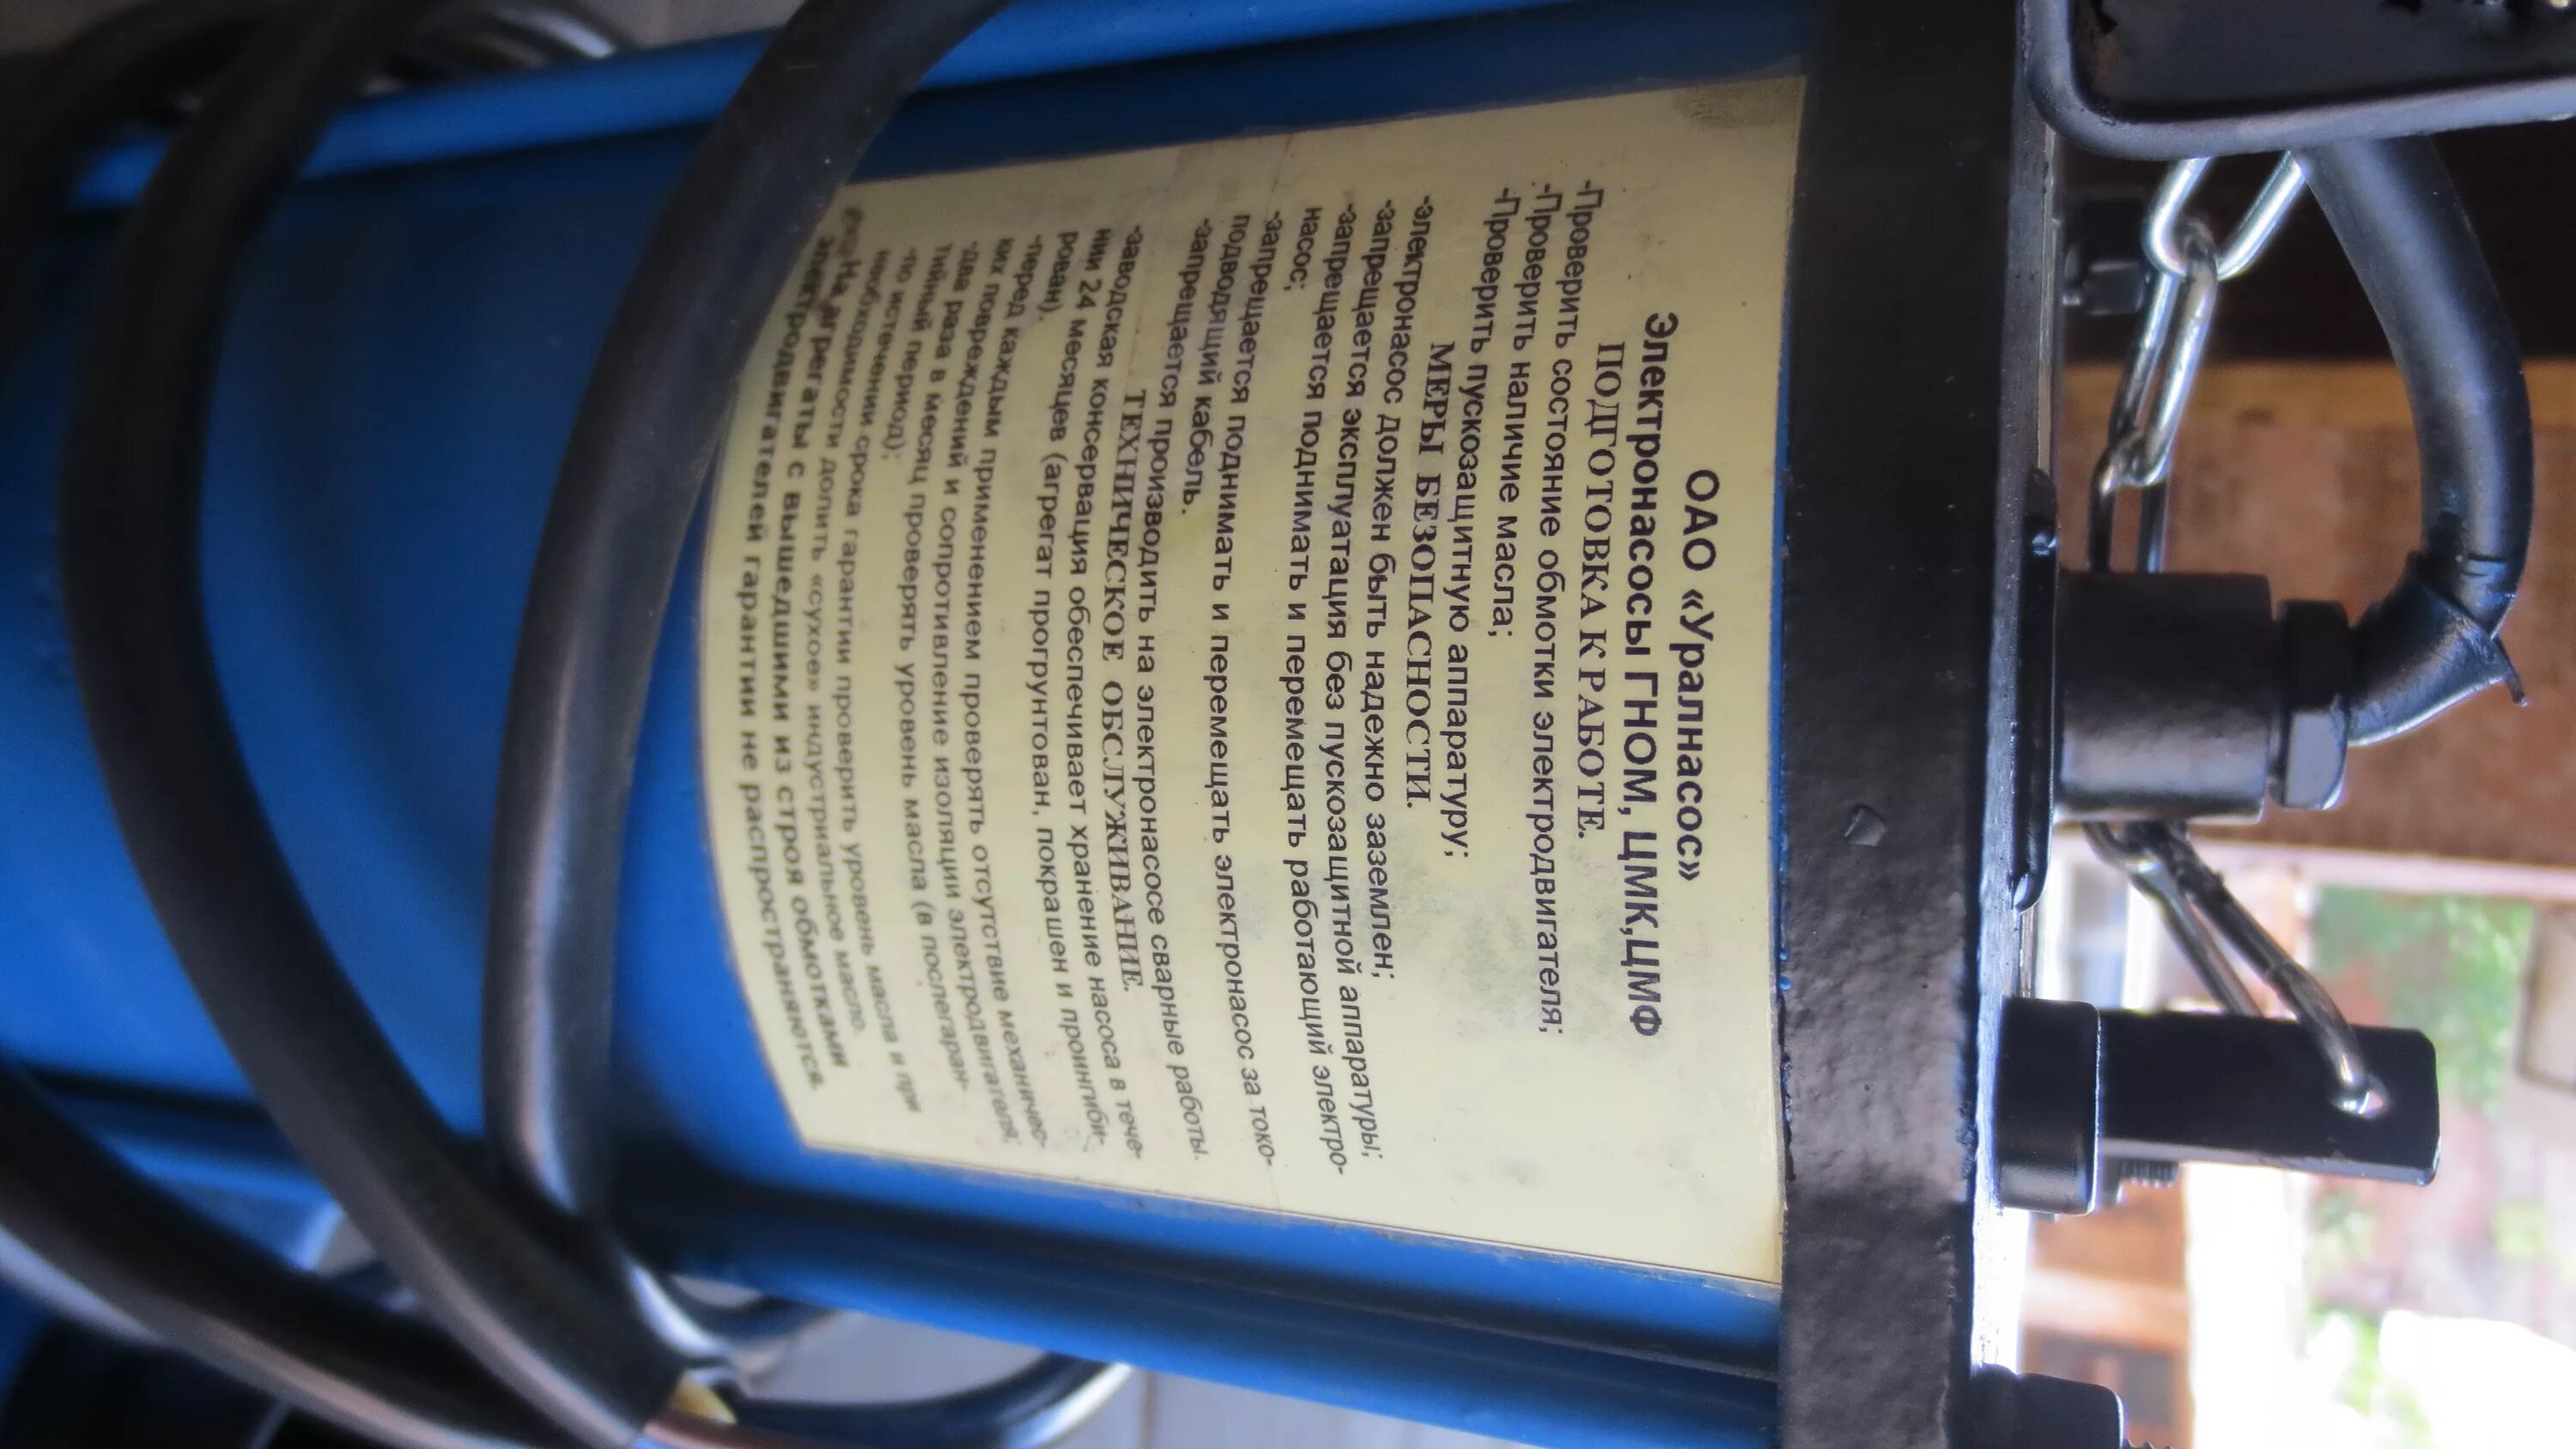 ОАО «Уралнасос»
Электронасосы ГНОМ, ЦМК,ЦМФ
ПОДГОТОВКА К РАБОТЕ.
-Проверить состояние обмотки электродвигателя;
-Проверить наличие масла;
-Проверить пускозащитную аппаратуру;
МЕРЫ БЕЗОПАСНОСТИ.
-электронасос должен быть надежно заземлен;
-запрещается эксплуатация без пускозащитной аппаратуры;
-запрещается поднимать и перемещать работающий электро-
насос;
-запрещается поднимать и перемещать электронасос за токо-
подводящий кабель.
-запрещается производить на электронасосе сварные работы.
ТЕХНИЧЕСКОЕ ОБСЛУЖИВАНИЕ.
-заводская консервация обеспечивает хранение насоса в тече-
нии 24 месяцев (агрегат прогрунтован, покрашен и проингиби-
рован).
-перед каждым применением проверять отсутствие механичес-
ких повреждений и сопротивление изоляции электродвигателя;
-два раза в месяц проверять уровень масла (в послегаран-
тийный период);
-по истечении срока гарантии проверить уровень масла и при
необходимости долить «сухое» индустриальное масло.
На агрегаты с вышедшими из строя обмотками
электродвигателей гарантии не распространяются.